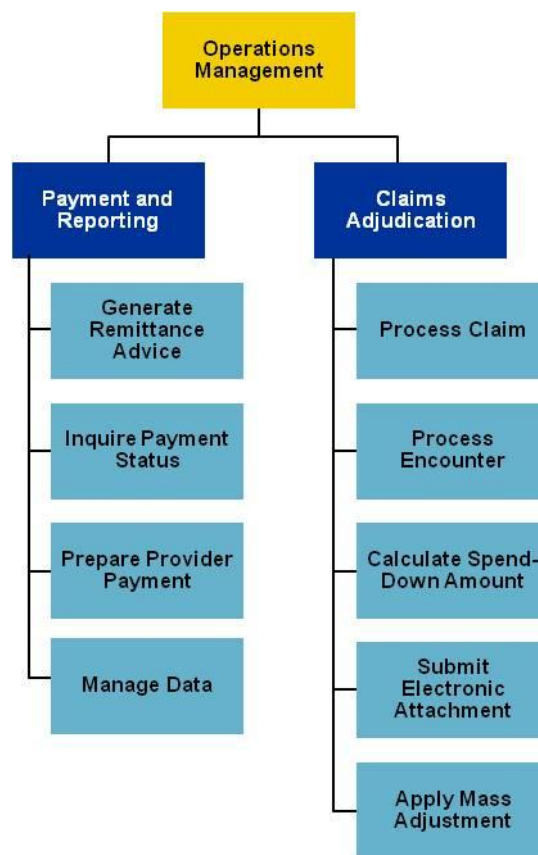 Operations
Management
Payment and
Reporting
Claims
Adjudication
Generate
Remittance
Advice
Inquire Payment
Status
Prepare Provider
Payment
Manage Data
Process Claim
Process
Encounter
Calculate Spend-
Down Amount
Submit
Electronic
Attachment
Apply Mass
Adjustment